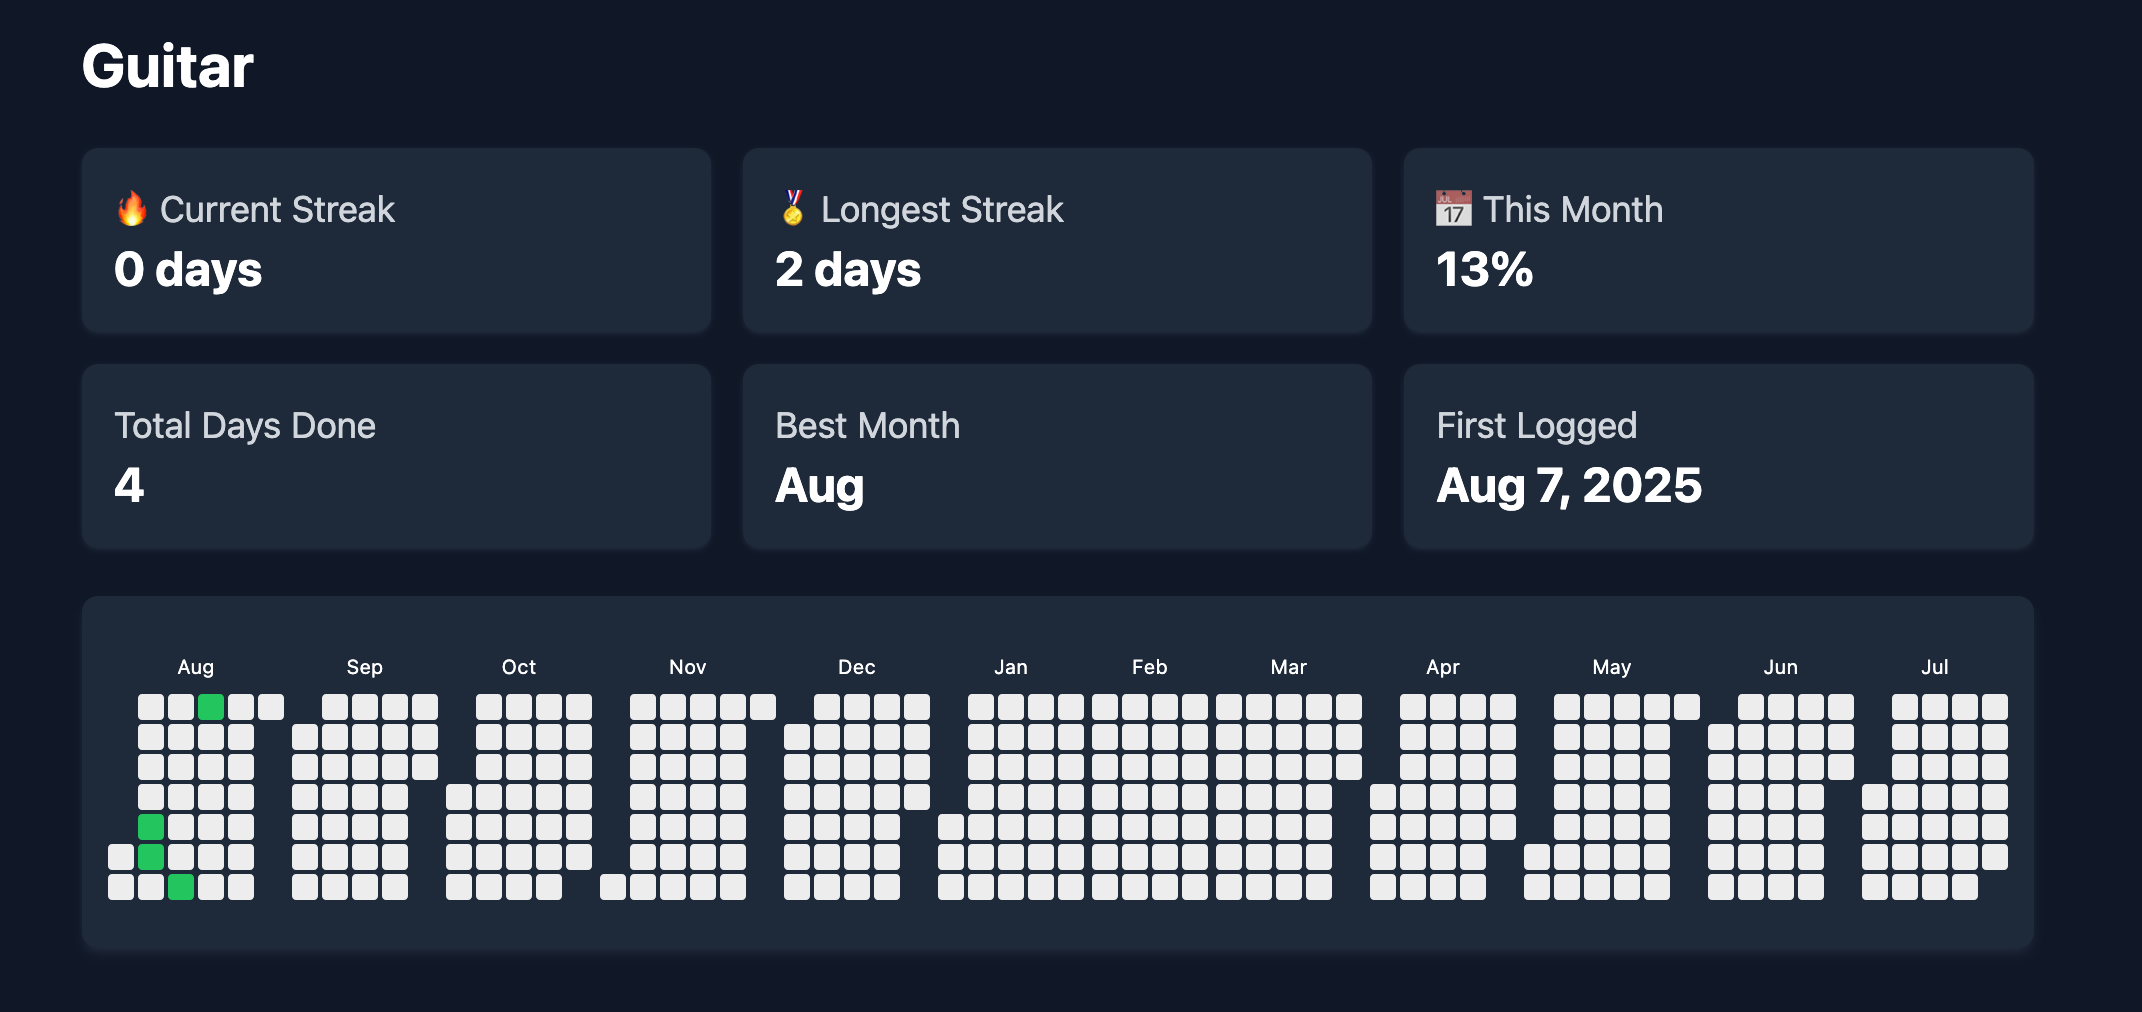 Guitar
🔥 Current Streak
0 days
🏅 Longest Streak
2 days
📅 This Month
13%
Total Days Done
4
Best Month
Aug
First Logged
Aug 7, 2025
Aug Sep Oct Nov Dec Jan Feb Mar Apr May Jun Jul